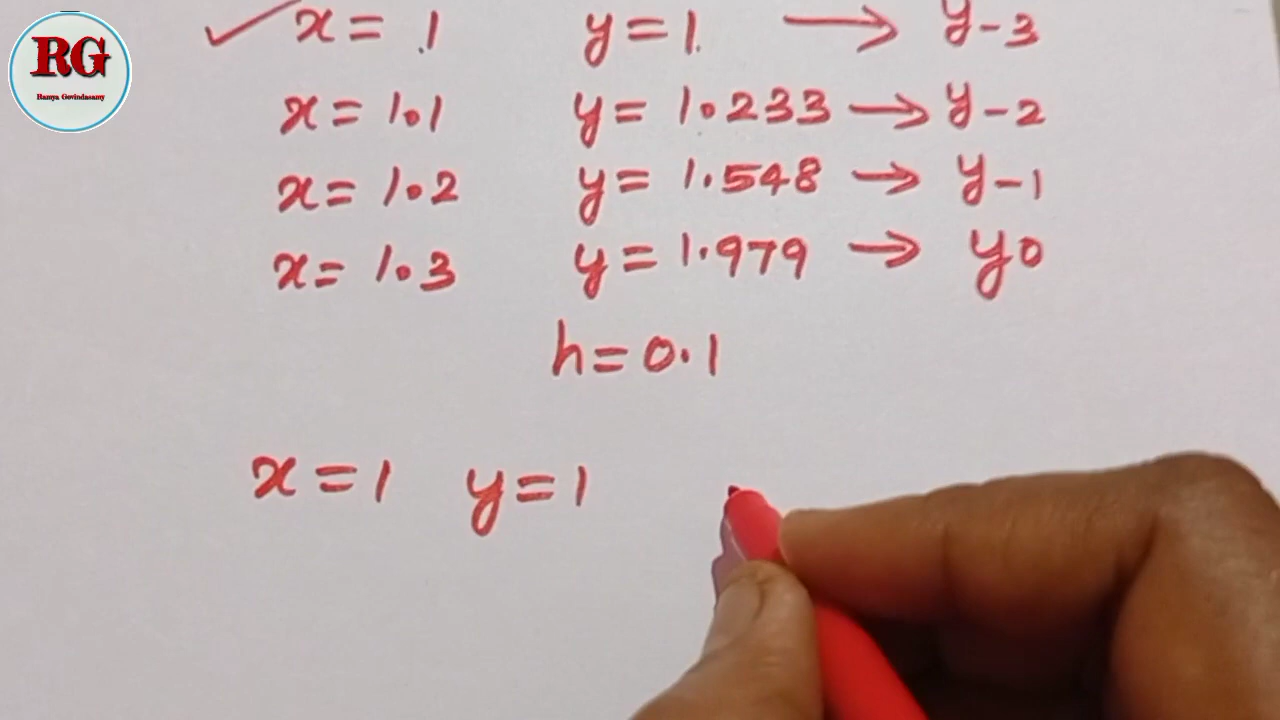 RG
Ramya Govindasamy
x = 1 y = 1 → y-3
x = 1.1 y = 1.233 → y-2
x = 1.2 y = 1.548 → y-1
x = 1.3 y = 1.979 → y0
h = 0.1
x = 1 y = 1